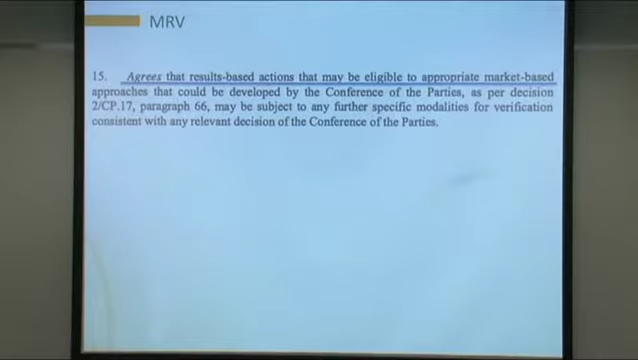 MRV
15. Agrees that results-based actions that may be eligible to appropriate market-based
approaches that could be developed by the Conference of the Parties, as per decision
2/CP.17, paragraph 66, may be subject to any further specific modalities for verification
consistent with any relevant decision of the Conference of the Parties.